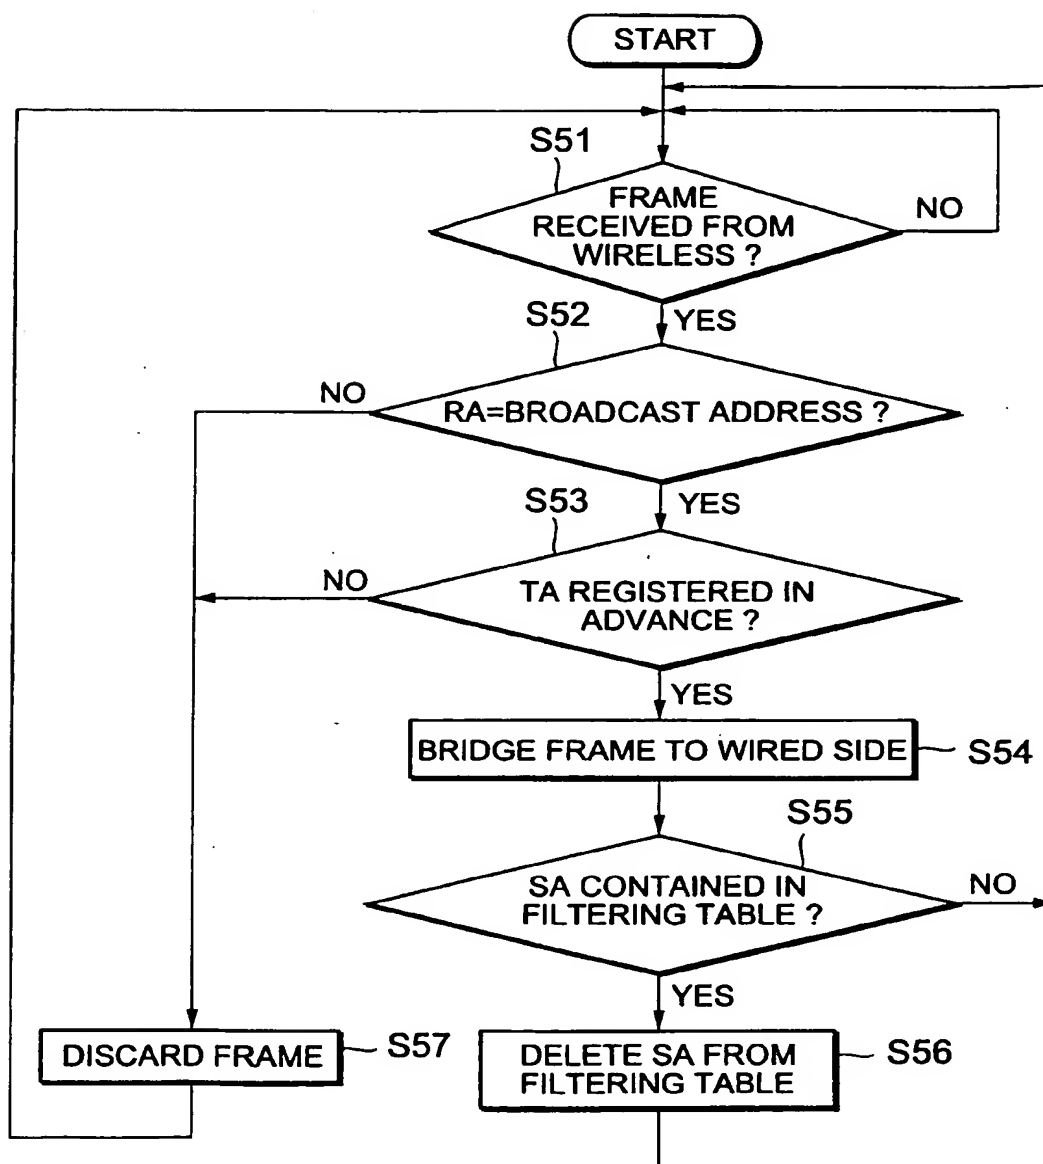 START
S51
FRAME
RECEIVED FROM
WIRELESS ?
NO
YES
S52
NO
RA=BROADCAST ADDRESS ?
YES
S53
NO
TA REGISTERED IN
ADVANCE ?
YES
BRIDGE FRAME TO WIRED SIDE
S54
S55
SA CONTAINED IN
FILTERING TABLE ?
NO
YES
DISCARD FRAME
S57
DELETE SA FROM
FILTERING TABLE
S56